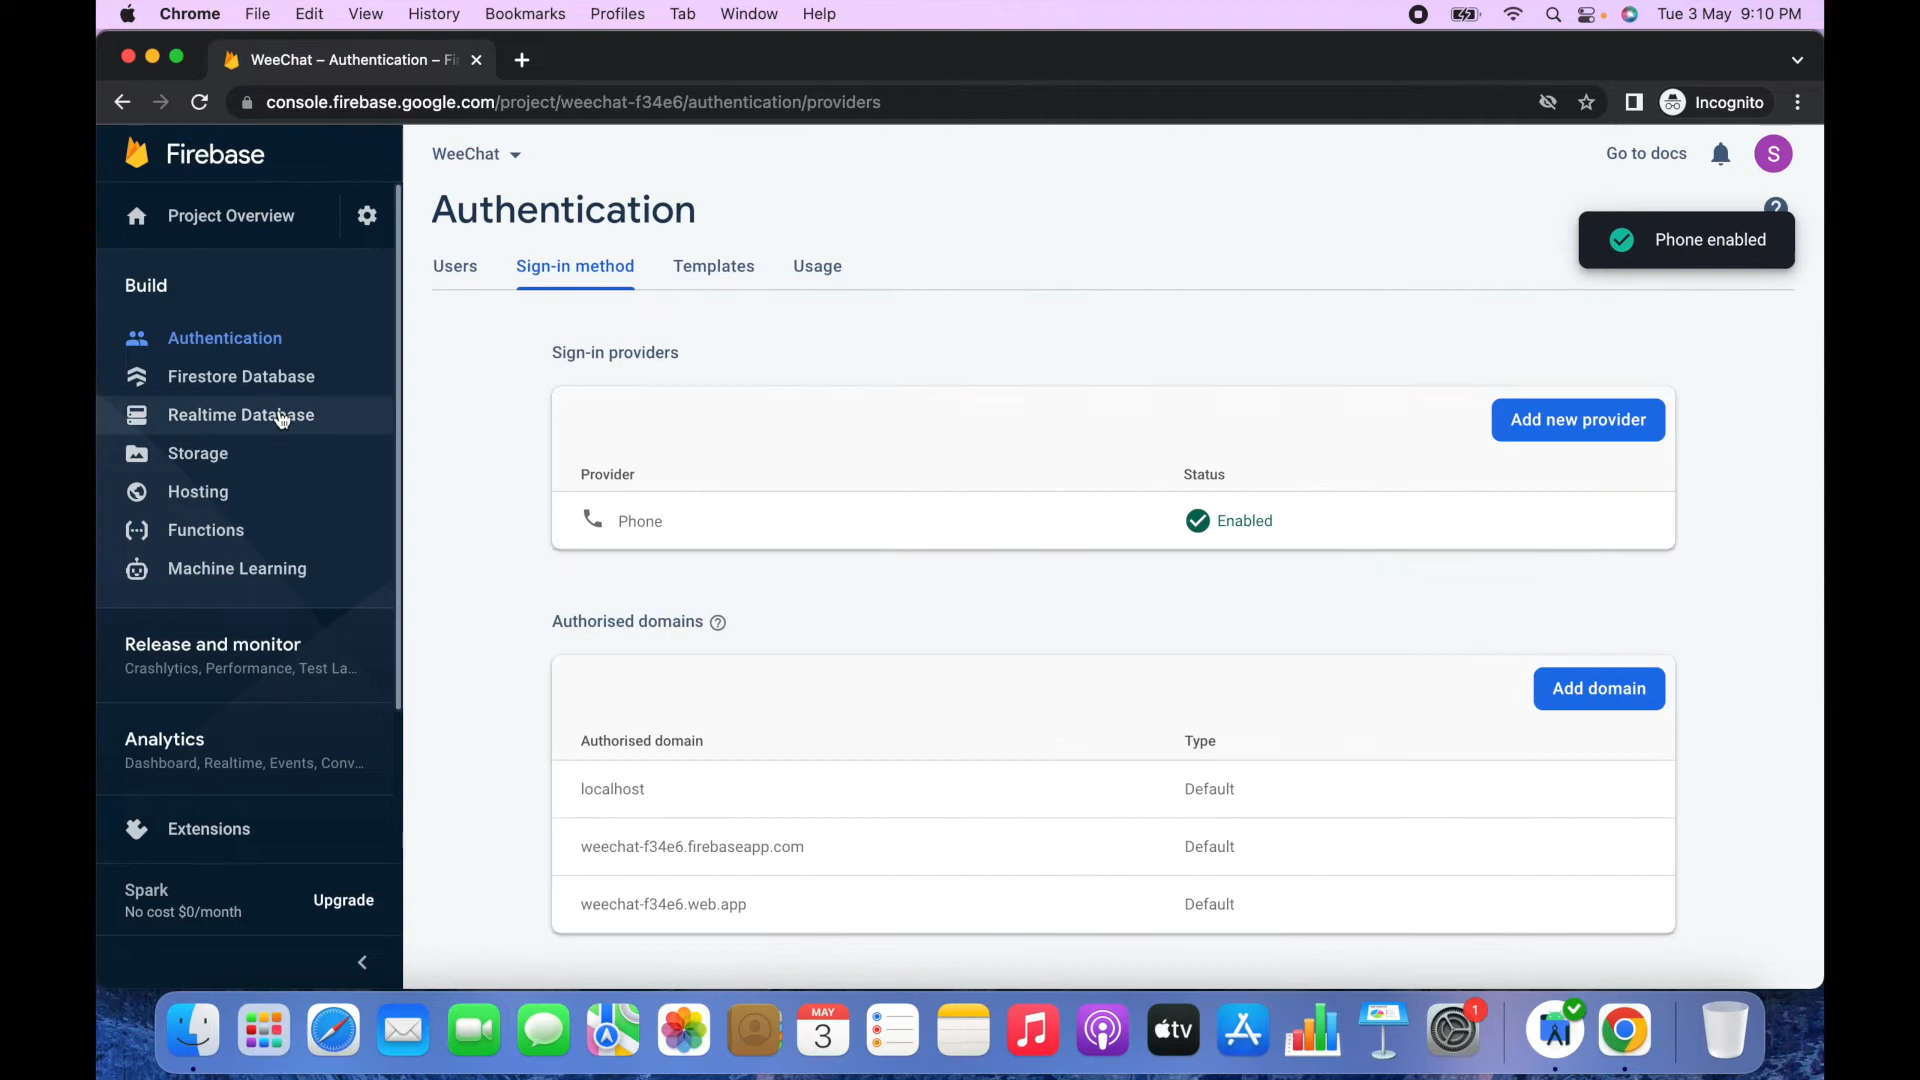 Chrome File Edit View History Bookmarks Profiles Tab Window Help Tue 3 May 9:10 PM
WeeChat – Authentication – Fi
console.firebase.google.com/project/weechat-f34e6/authentication/providers Incognito
Firebase
WeeChat Go to docs S
Project Overview
Authentication
Phone enabled
Users Sign-in method Templates Usage
Build
Authentication
Firestore Database
Realtime Database
Storage
Hosting
Functions
Machine Learning
Release and monitor
Crashlytics, Performance, Test La...
Analytics
Dashboard, Realtime, Events, Conv...
Extensions
Spark
No cost $0/month
Upgrade
Sign-in providers
Add new provider
Provider Status
Phone Enabled
Authorised domains ?
Add domain
Authorised domain Type
localhost Default
weechat-f34e6.firebaseapp.com Default
weechat-f34e6.web.app Default
MAY
3
tv
1